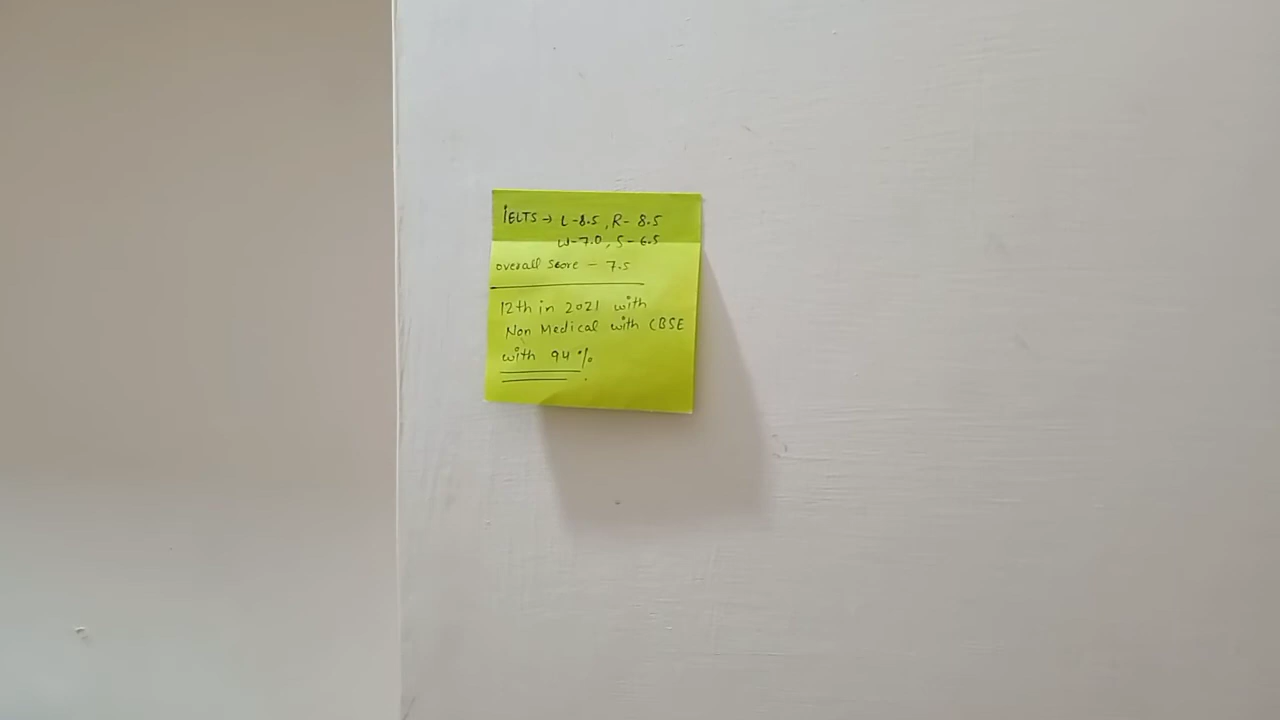 IELTS → L-8.5, R- 8.5
W-7.0, S-6.5
overall score - 7.5
12th in 2021 with
Non Medical with CBSE
with 94%